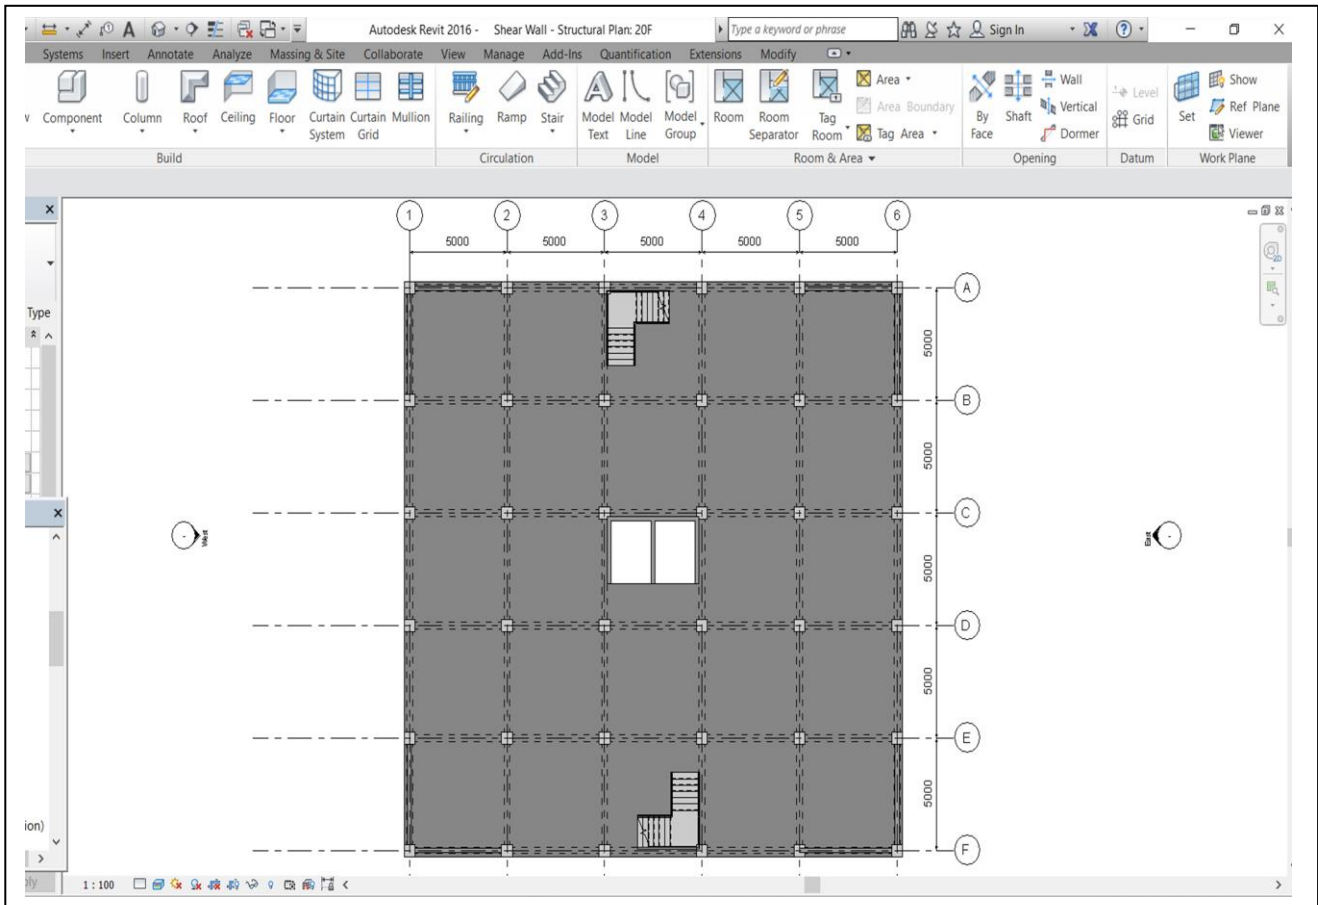 Autodesk Revit 2016 - Shear Wall - Structural Plan: 20F
Type a keyword or phrase
Sign In
Systems Insert Annotate Analyze Massing & Site Collaborate View Manage Add-Ins Quantification Extensions Modify
Component Column Roof Ceiling Floor Curtain System Curtain Grid Mullion Railing Ramp Stair Model Text Model Line Model Group Room Room Separator Tag Room
Area
Area Boundary
Tag Area
By Face Shaft
Wall
Vertical
Dormer
Level
Grid
Set
Show
Ref Plane
Viewer
Build Circulation Model Room & Area Opening Datum Work Plane
1 2 3 4 5 6
5000 5000 5000 5000 5000
2D
Type
A
5000
B
5000
C
West
East
5000
D
5000
E
5000
ion)
F
1 : 100